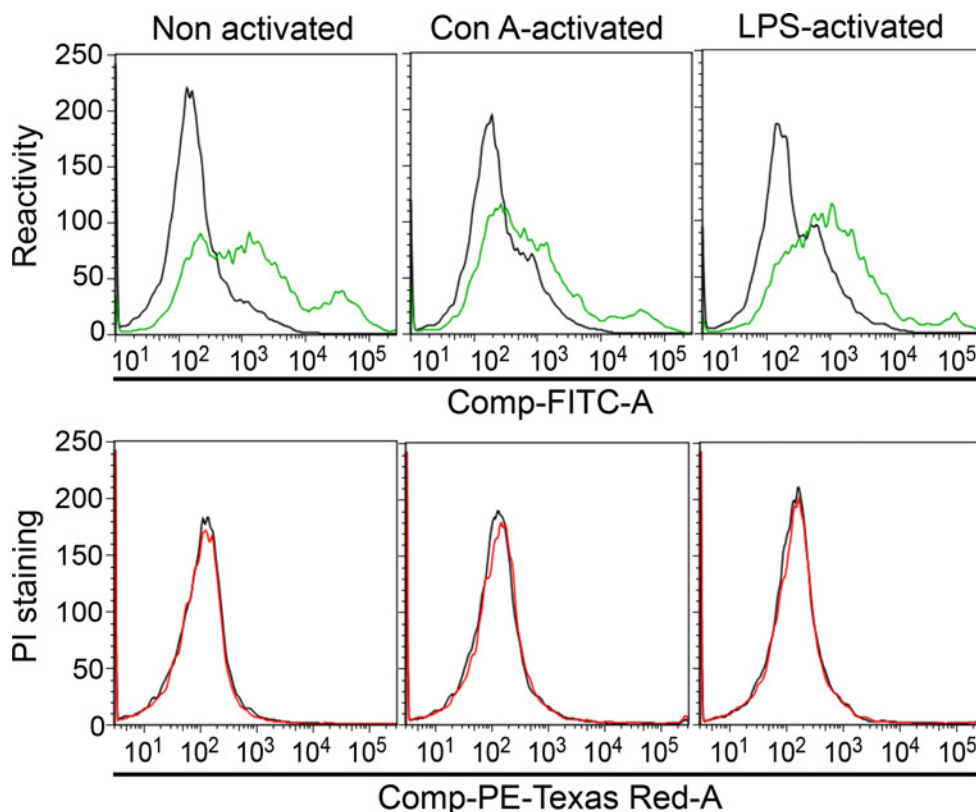 Non activated Con A-activated LPS-activated
Reactivity
250
200
150
100
50
0
10¹ 10² 10³ 10⁴ 10⁵ 10¹ 10² 10³ 10⁴ 10⁵ 10¹ 10² 10³ 10⁴ 10⁵
Comp-FITC-A
PI staining
250
200
150
100
50
0
10¹ 10² 10³ 10⁴ 10⁵ 10¹ 10² 10³ 10⁴ 10⁵ 10¹ 10² 10³ 10⁴ 10⁵
Comp-PE-Texas Red-A